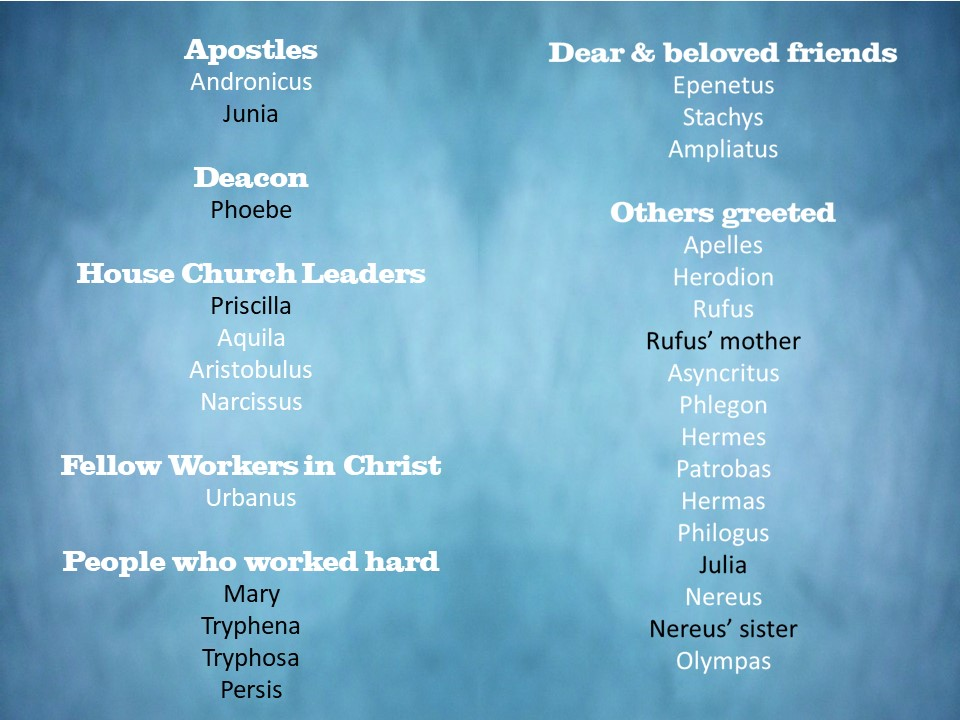 Apostles
Andronicus
Junia
Deacon
Phoebe
House Church Leaders
Priscilla
Aquila
Aristobulus
Narcissus
Fellow Workers in Christ
Urbanus
People who worked hard
Mary
Tryphena
Tryphosa
Persis
Dear & beloved friends
Epenetus
Stachys
Ampliatus
Others greeted
Apelles
Herodion
Rufus
Rufus’ mother
Asyncritus
Phlegon
Hermes
Patrobas
Hermas
Philogus
Julia
Nereus
Nereus’ sister
Olympas